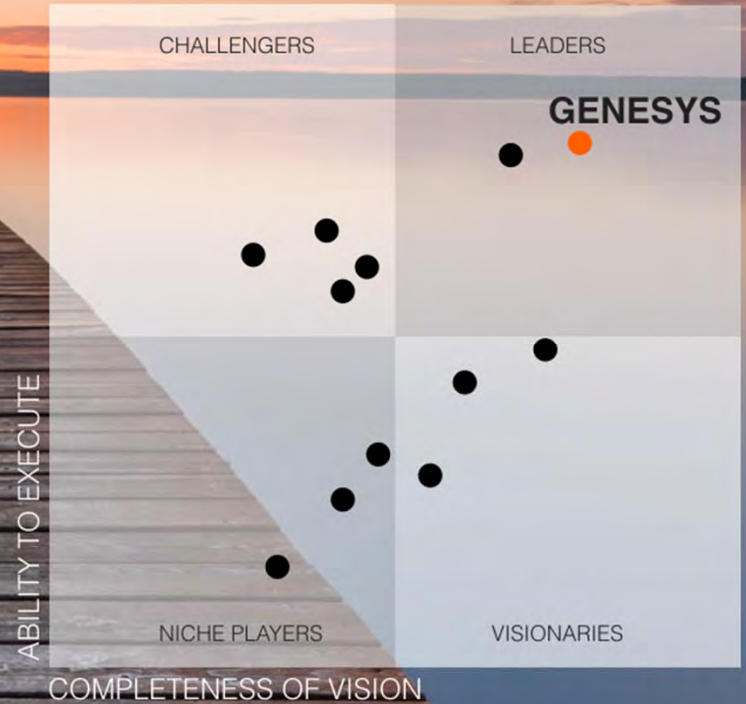 CHALLENGERS
LEADERS
GENESYS
ABILITY TO EXECUTE
NICHE PLAYERS
VISIONARIES
COMPLETENESS OF VISION